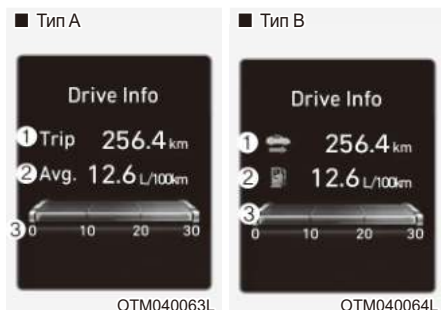 ■ Тип A
Drive Info
1 Trip 256.4 km
2 Avg. 12.6 L/100km
3
0 10 20 30
OTM040063L
■ Тип B
Drive Info
1 256.4 km
2 12.6 L/100km
3
0 10 20 30
OTM040064L